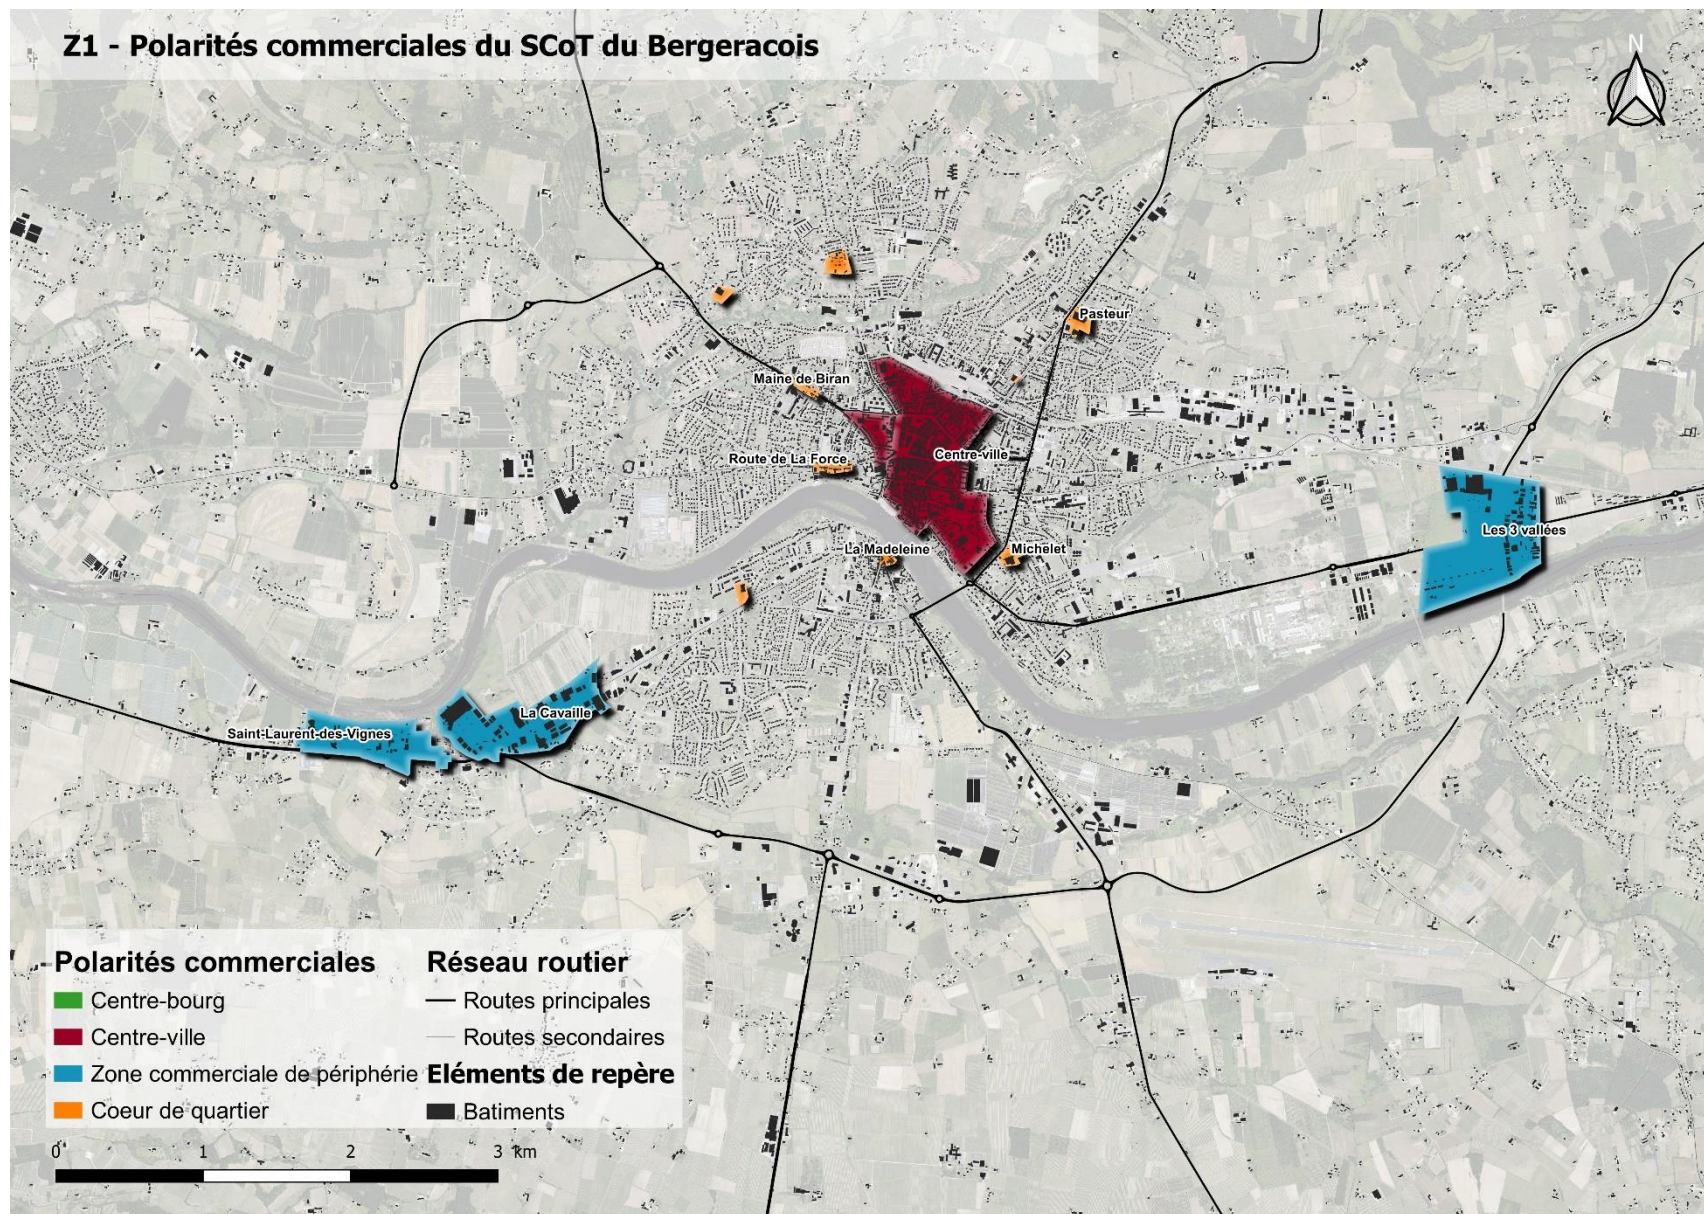 Z1 - Polarités commerciales du SCoT du Bergeracois
N
Pasteur
Maine de Biran
Centre-ville
Route de La Force
Les 3 vallées
La Madeleine
Michelet
La Cavaille
Saint-Laurent-des-Vignes
Polarités commerciales
Centre-bourg
Centre-ville
Zone commerciale de périphérie
Coeur de quartier
Réseau routier
Routes principales
Routes secondaires
Eléments de repère
Batiments
0 1 2 3 km